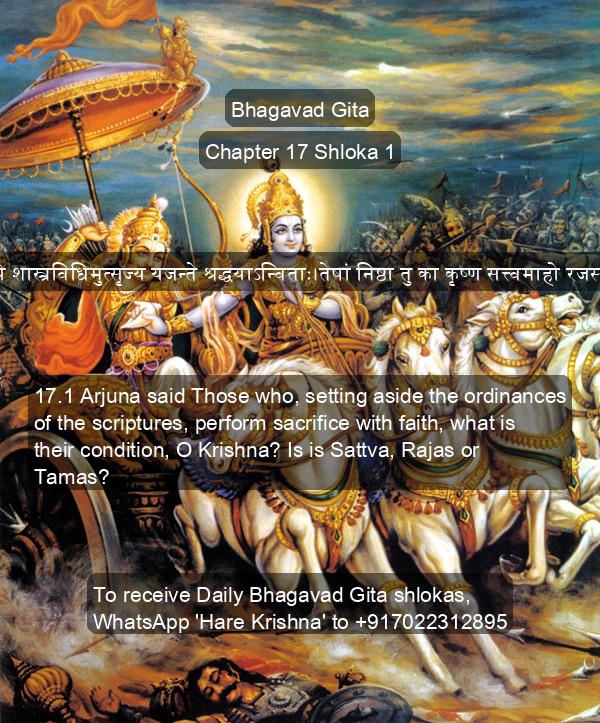 Bhagavad Gita
Chapter 17 Shloka 1
शास्त्रविधिमुत्सृज्य यजन्ते श्रद्धयाऽन्विताः।तेषां निष्ठा तु का कृष्ण सत्त्वमाहो रजस
17.1 Arjuna said Those who, setting aside the ordinances
of the scriptures, perform sacrifice with faith, what is
their condition, O Krishna? Is is Sattva, Rajas or
Tamas?
To receive Daily Bhagavad Gita shlokas,
WhatsApp 'Hare Krishna' to +917022312895